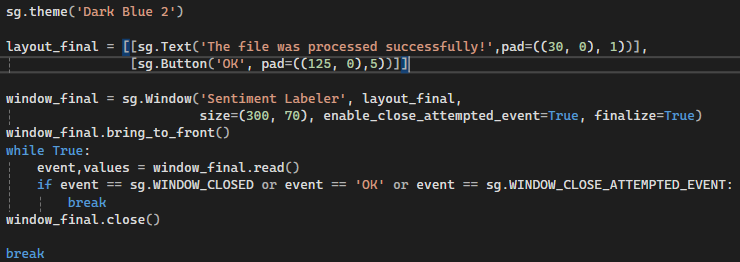 sg.theme('Dark Blue 2')
layout_final = [[sg.Text('The file was processed successfully!',pad=((30, 0), 1))],
[sg.Button('OK', pad=((125, 0),5))]]
window_final = sg.Window('Sentiment Labeler', layout_final,
size=(300, 70), enable_close_attempted_event=True, finalize=True)
window_final.bring_to_front()
while True:
event,values = window_final.read()
if event == sg.WINDOW_CLOSED or event == 'OK' or event == sg.WINDOW_CLOSE_ATTEMPTED_EVENT:
break
window_final.close()
break